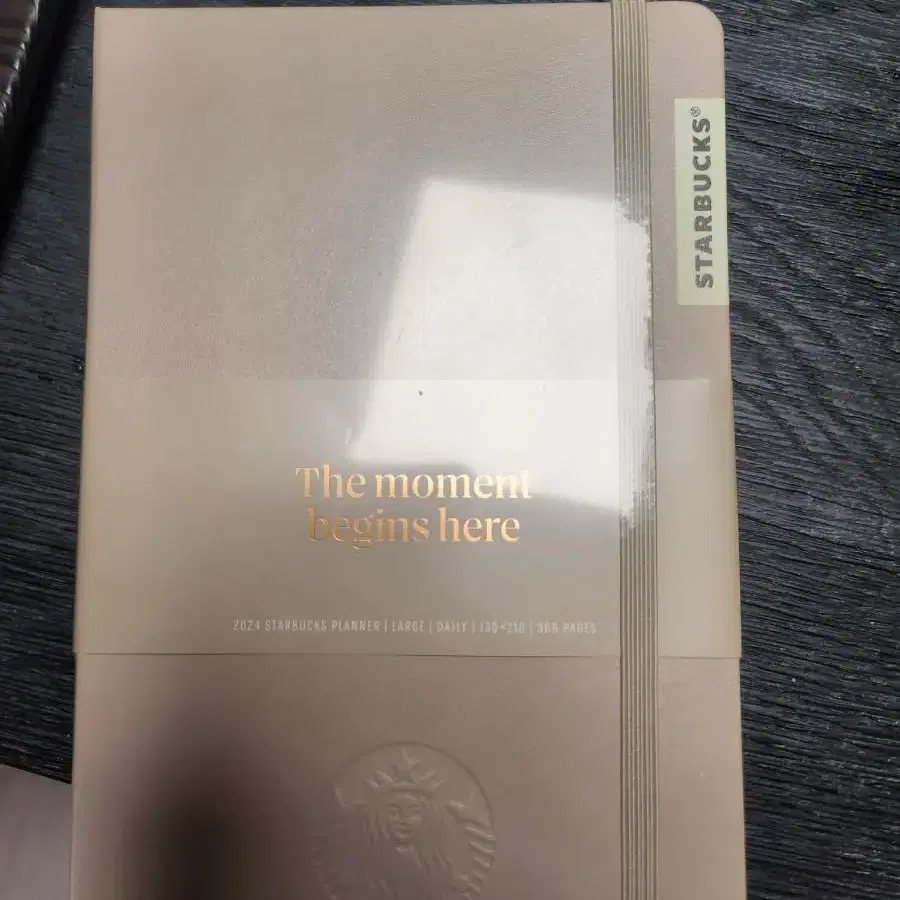 STARBUCKS®
The moment
begins here
2024 STARBUCKS PLANNER | LARGE | DAILY | 130*210 | 368 PAGES